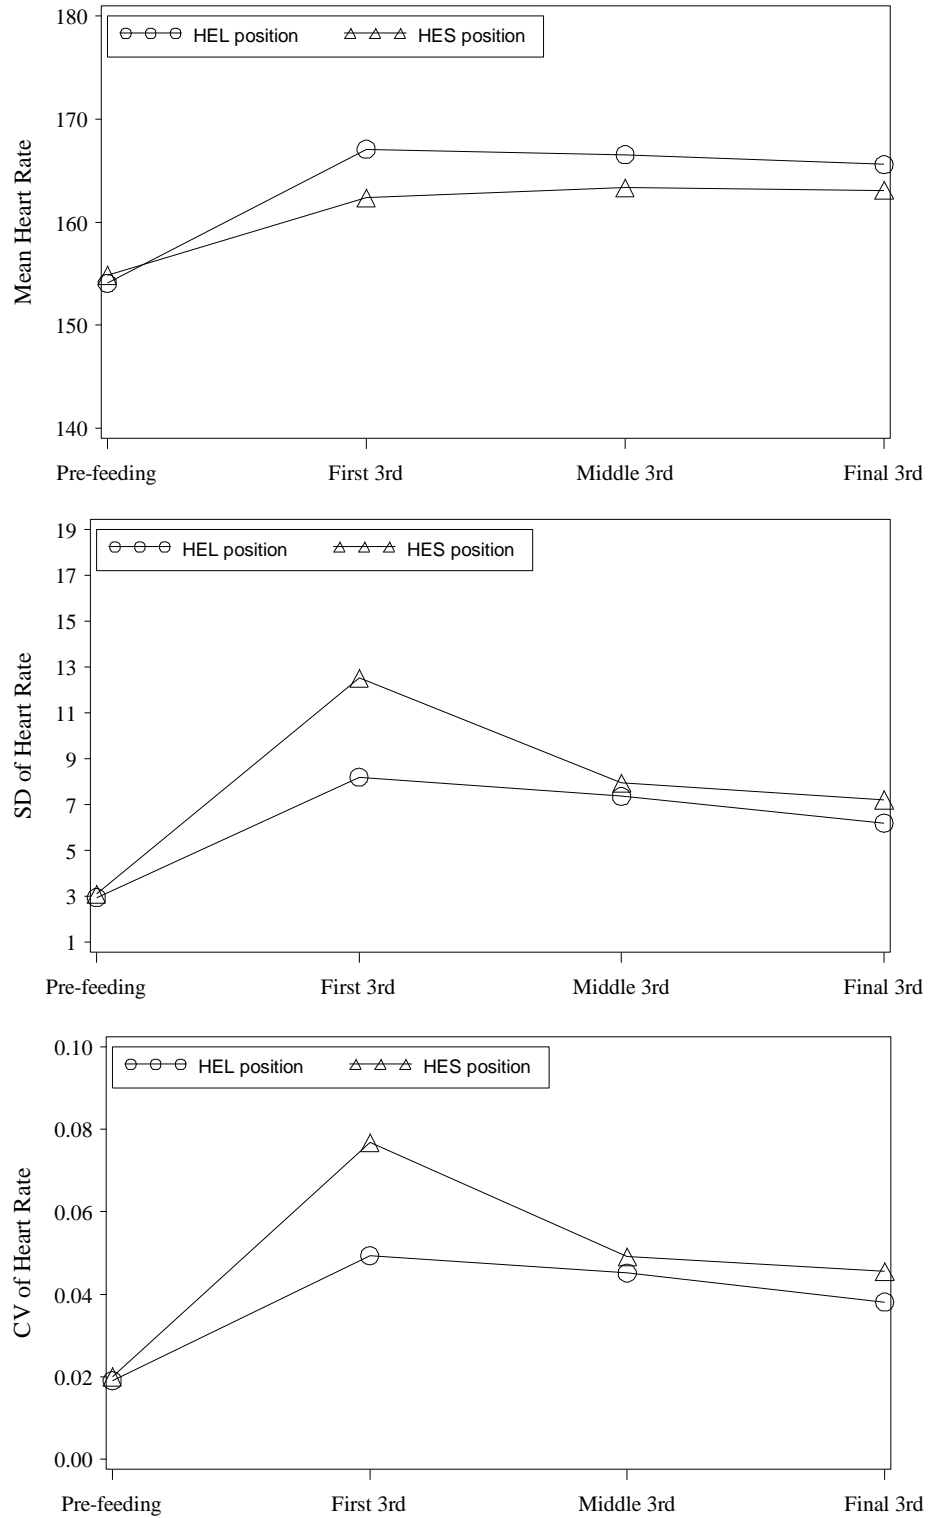 180
HEL position HES position
170
160
150
140
Mean Heart Rate
Pre-feeding First 3rd Middle 3rd Final 3rd
19
HEL position HES position
17
15
13
11
9
7
5
3
1
SD of Heart Rate
Pre-feeding First 3rd Middle 3rd Final 3rd
0.10
HEL position HES position
0.08
0.06
0.04
0.02
0.00
CV of Heart Rate
Pre-feeding First 3rd Middle 3rd Final 3rd